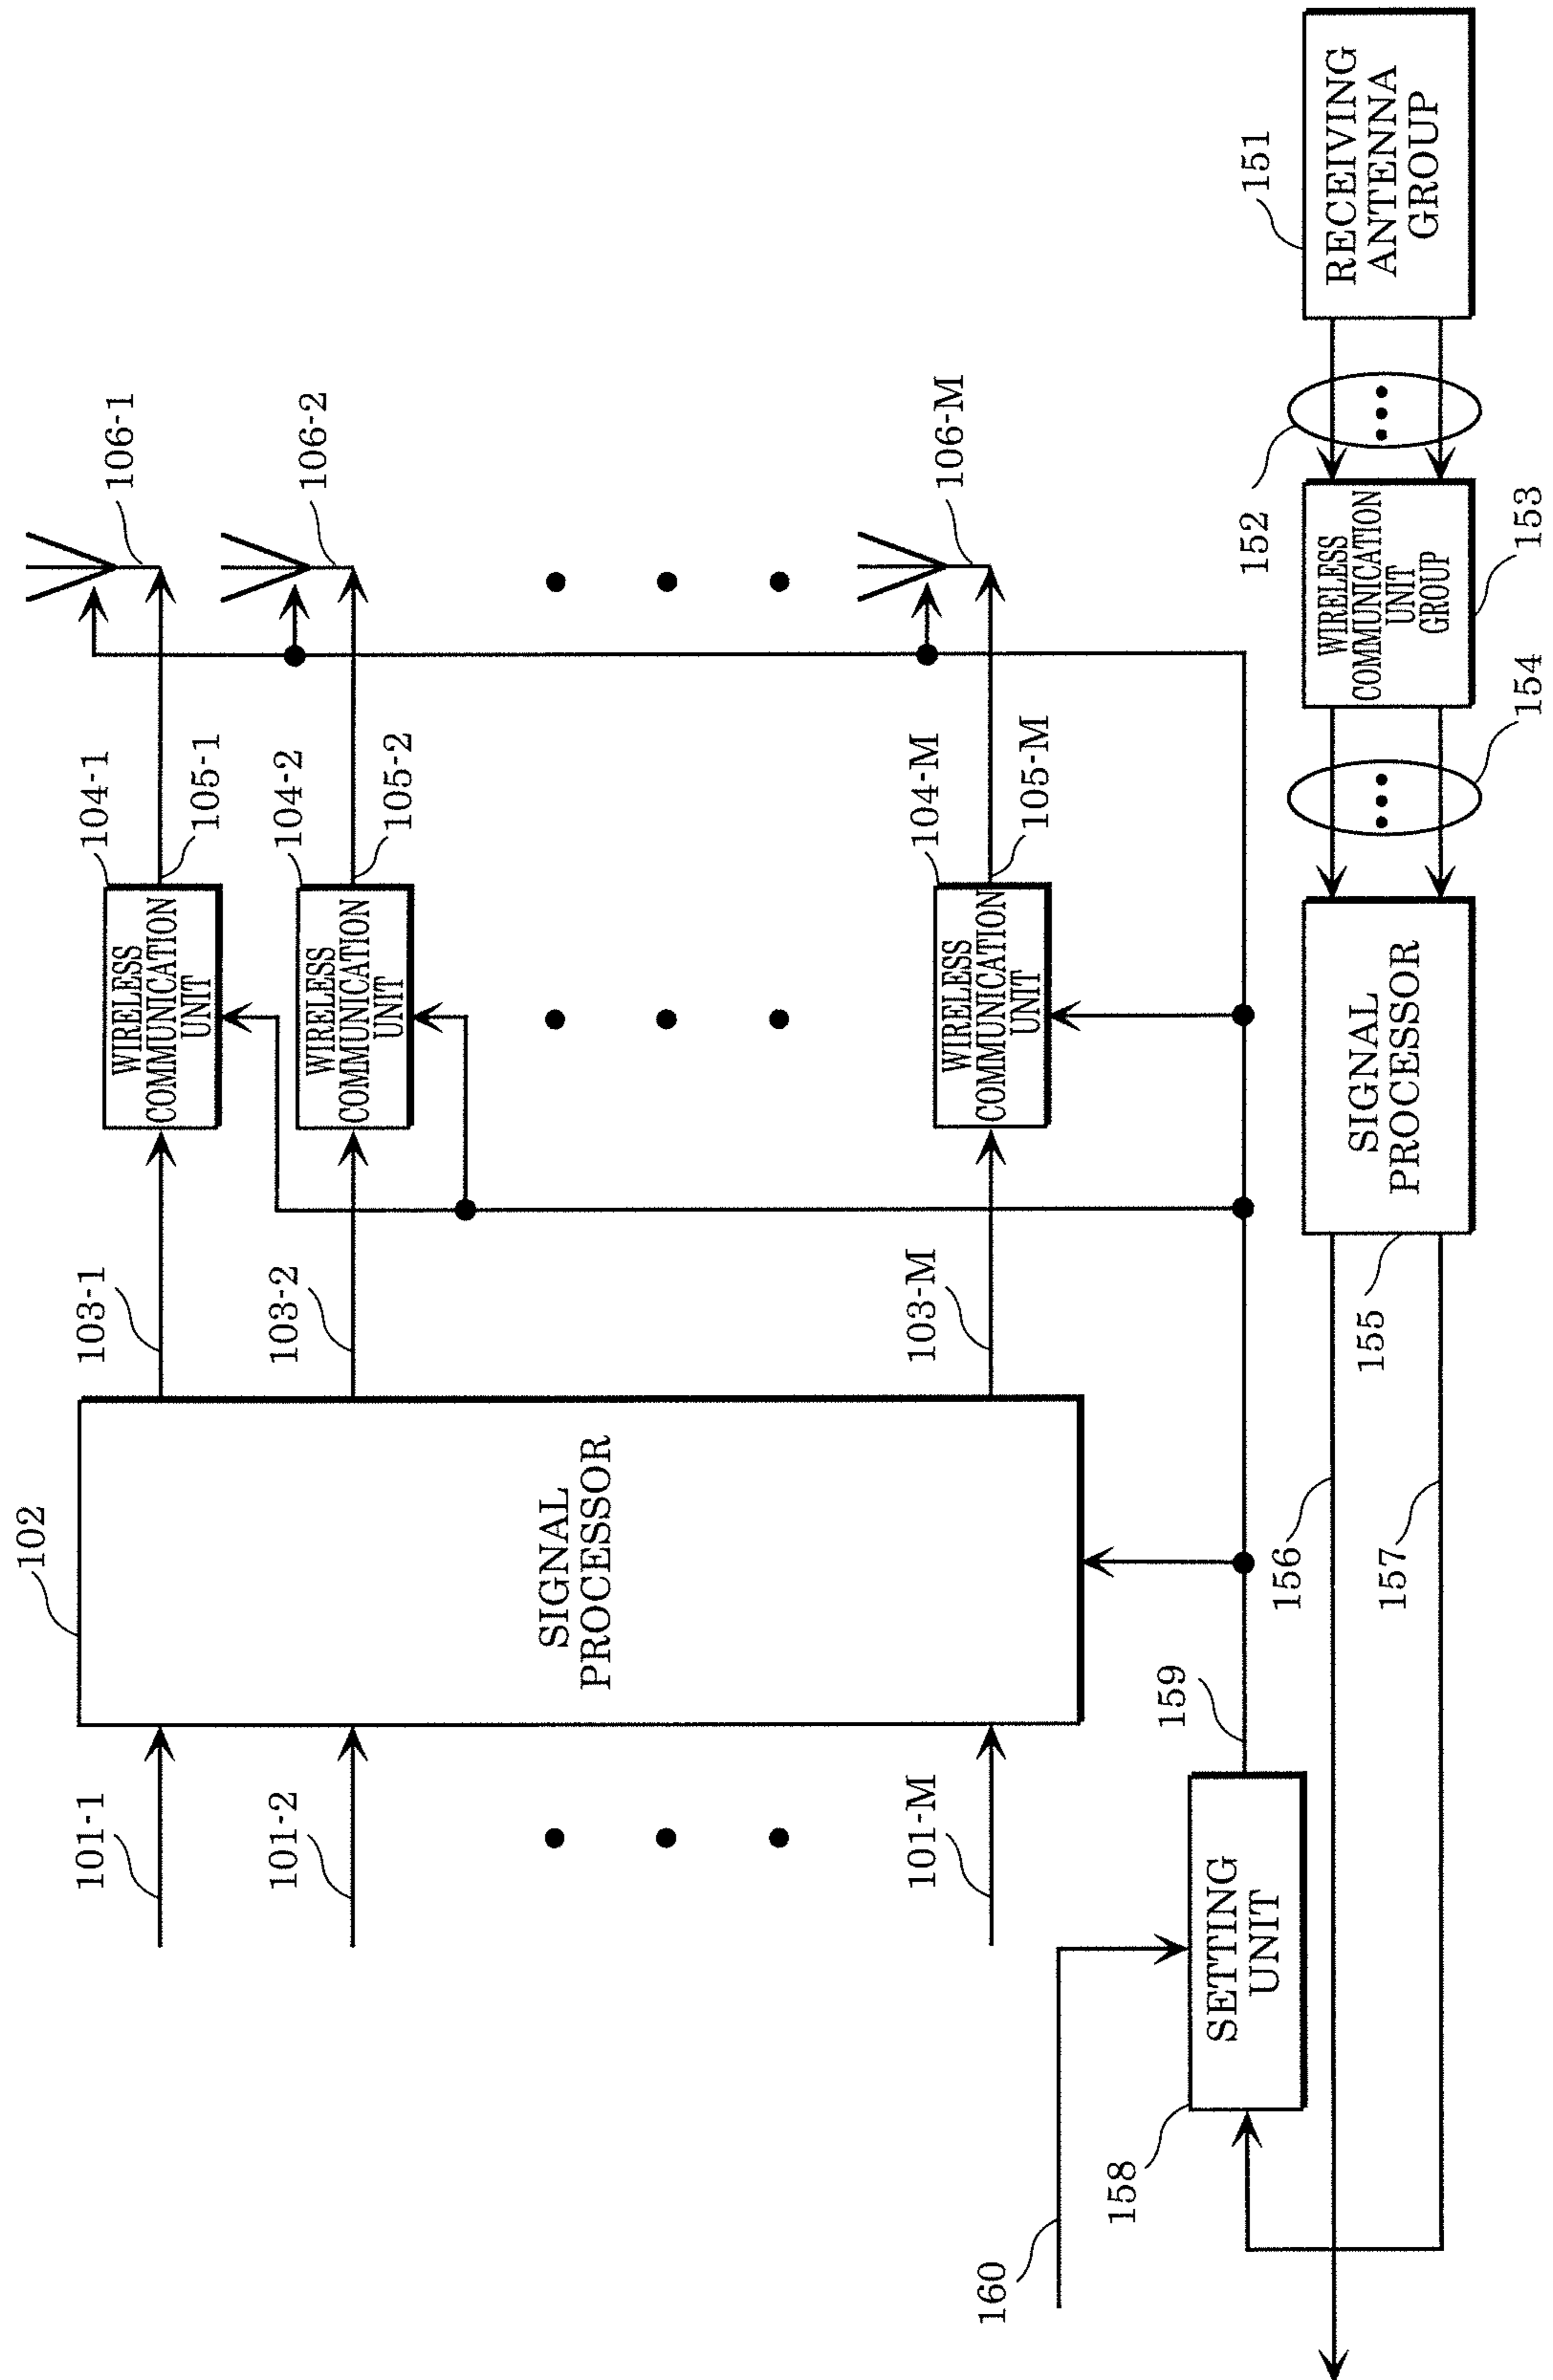 101-1
101-2
101-M
102
SIGNAL
PROCESSOR
103-1
103-2
103-M
104-1
WIRELESS
COMMUNICATION
UNIT
105-1
104-2
WIRELESS
COMMUNICATION
UNIT
105-2
104-M
WIRELESS
COMMUNICATION
UNIT
105-M
106-1
106-2
106-M
160
158
SETTING
UNIT
159
156
157
155
SIGNAL
PROCESSOR
154
WIRELESS
COMMUNICATION
UNIT
GROUP
153
152
151
RECEIVING
ANTENNA
GROUP